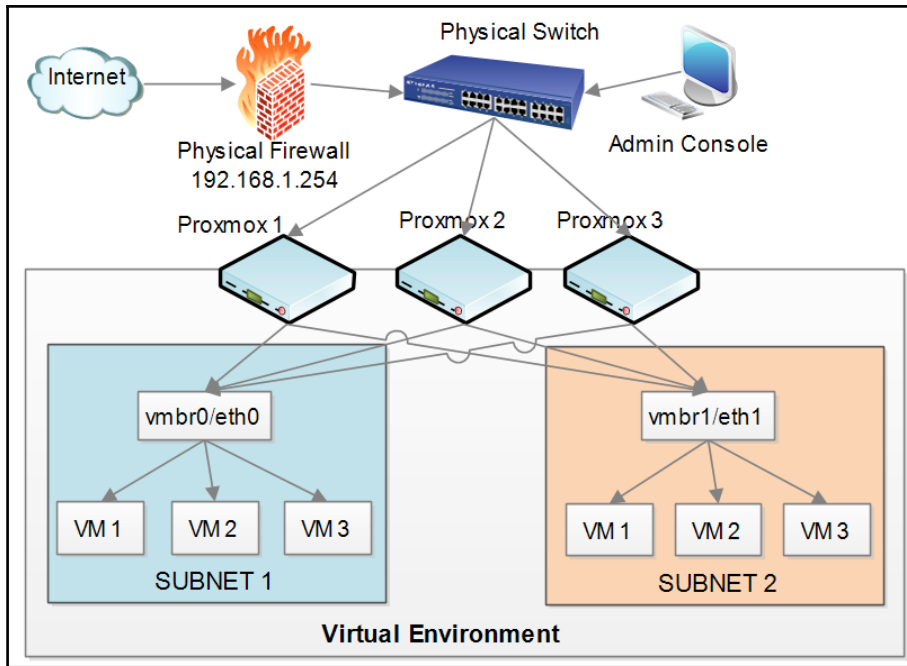 Physical Switch
Internet
Admin Console
Physical Firewall
192.168.1.254
Proxmox 1
Proxmox 2
Proxmox 3
vmbr0/eth0
vmbr1/eth1
VM 1
VM 2
VM 3
VM 1
VM 2
VM 3
SUBNET 1
SUBNET 2
Virtual Environment